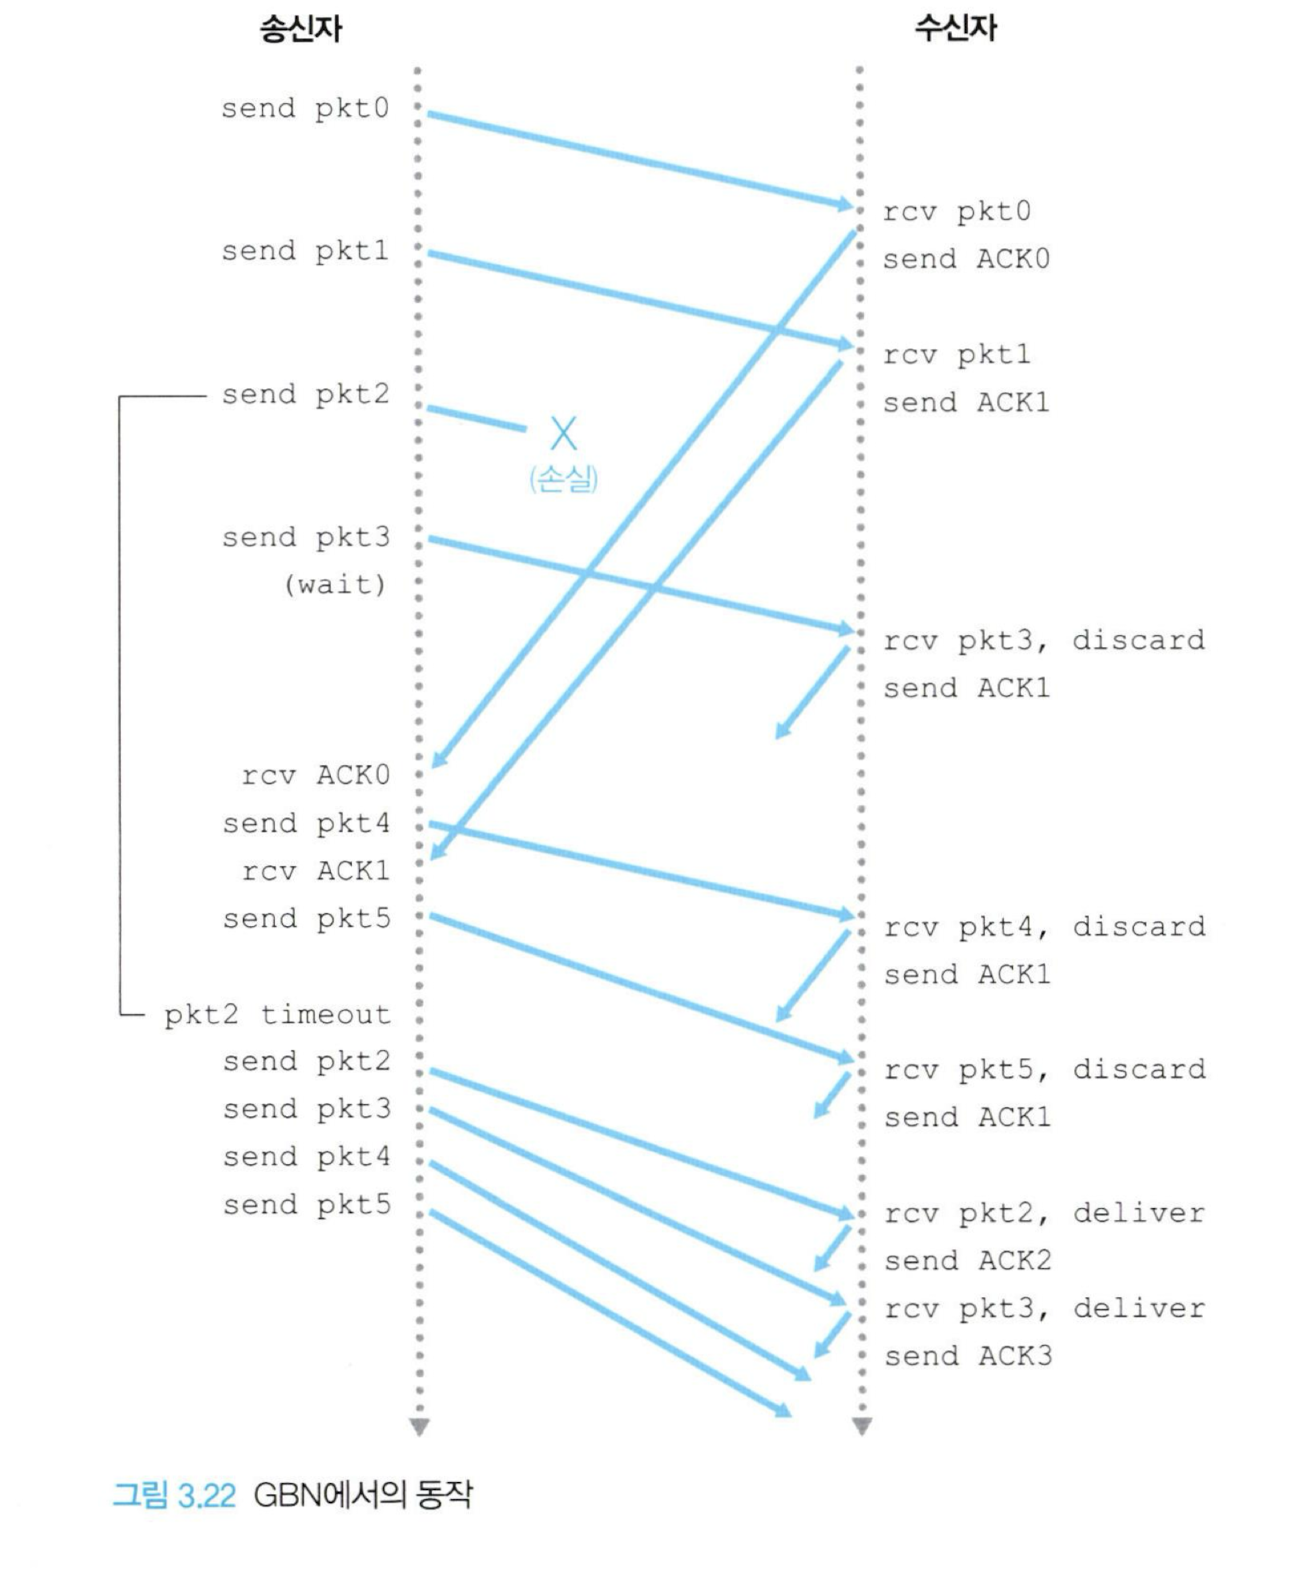 송신자
수신자
send pkt0
rcv pkt0
send pkt1
send ACK0
rcv pkt1
send pkt2
send ACK1
X
(손실)
send pkt3
(wait)
rcv pkt3, discard
send ACK1
rcv ACK0
send pkt4
rcv ACK1
send pkt5
rcv pkt4, discard
send ACK1
pkt2 timeout
send pkt2
rcv pkt5, discard
send pkt3
send ACK1
send pkt4
send pkt5
rcv pkt2, deliver
send ACK2
rcv pkt3, deliver
send ACK3
그림 3.22 GBN에서의 동작